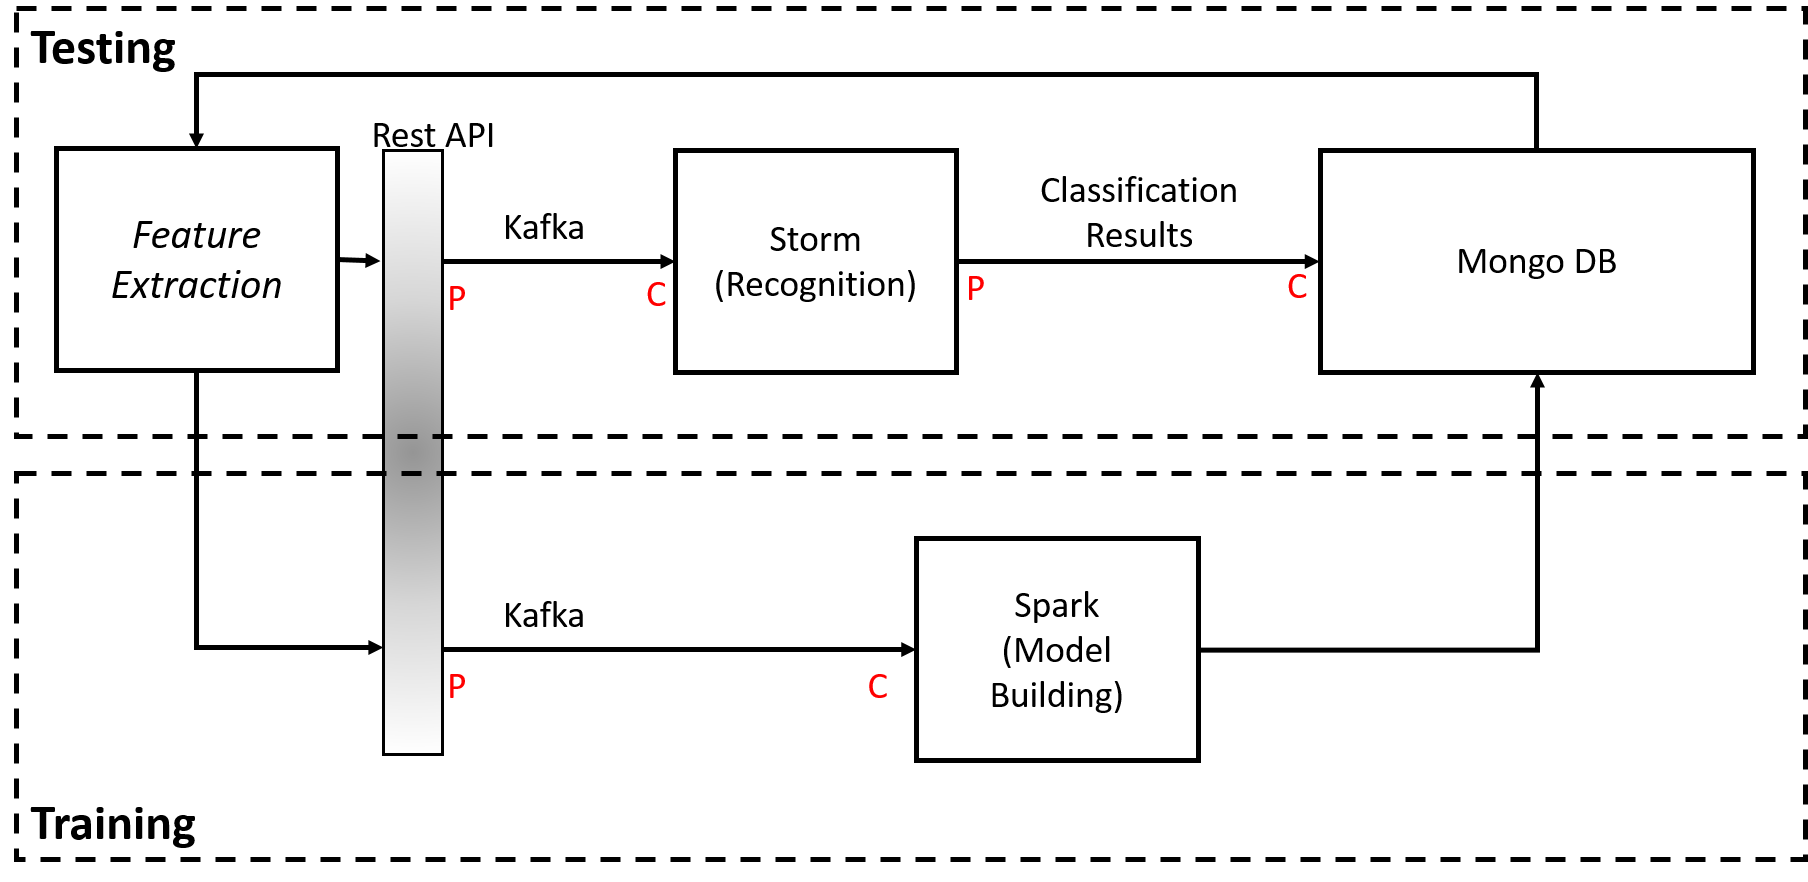 Testing
Rest API
Feature
Extraction
Kafka
P
C
Storm
(Recognition)
Classification
Results
P
C
Mongo DB
Kafka
P
C
Spark
(Model
Building)
Training